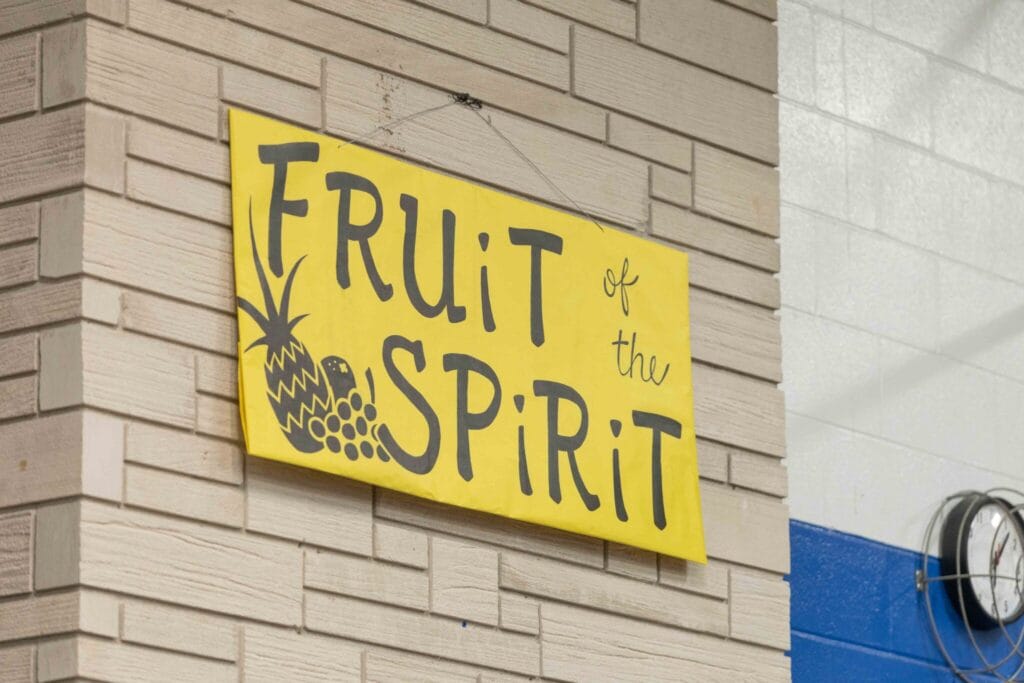 FRUiT of
the
SPiRiT